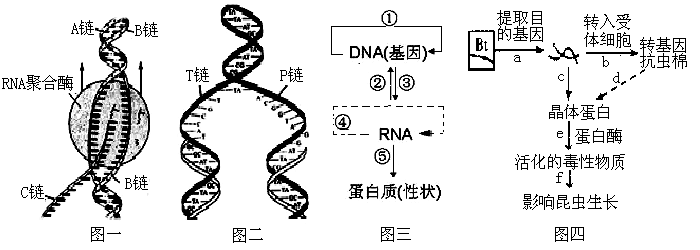 A链
B链
RNA聚合酶
B链
C链
图一
T链
P链
图二
①
DNA(基因)
② ③
④
RNA
⑤
蛋白质(性状)
图三
Bt
提取目
的基因
a
转入受
体细胞
b
转基因
抗虫棉
c
d
晶体蛋白
e 蛋白酶
活化的毒性物质
f
影响昆虫生长
图四